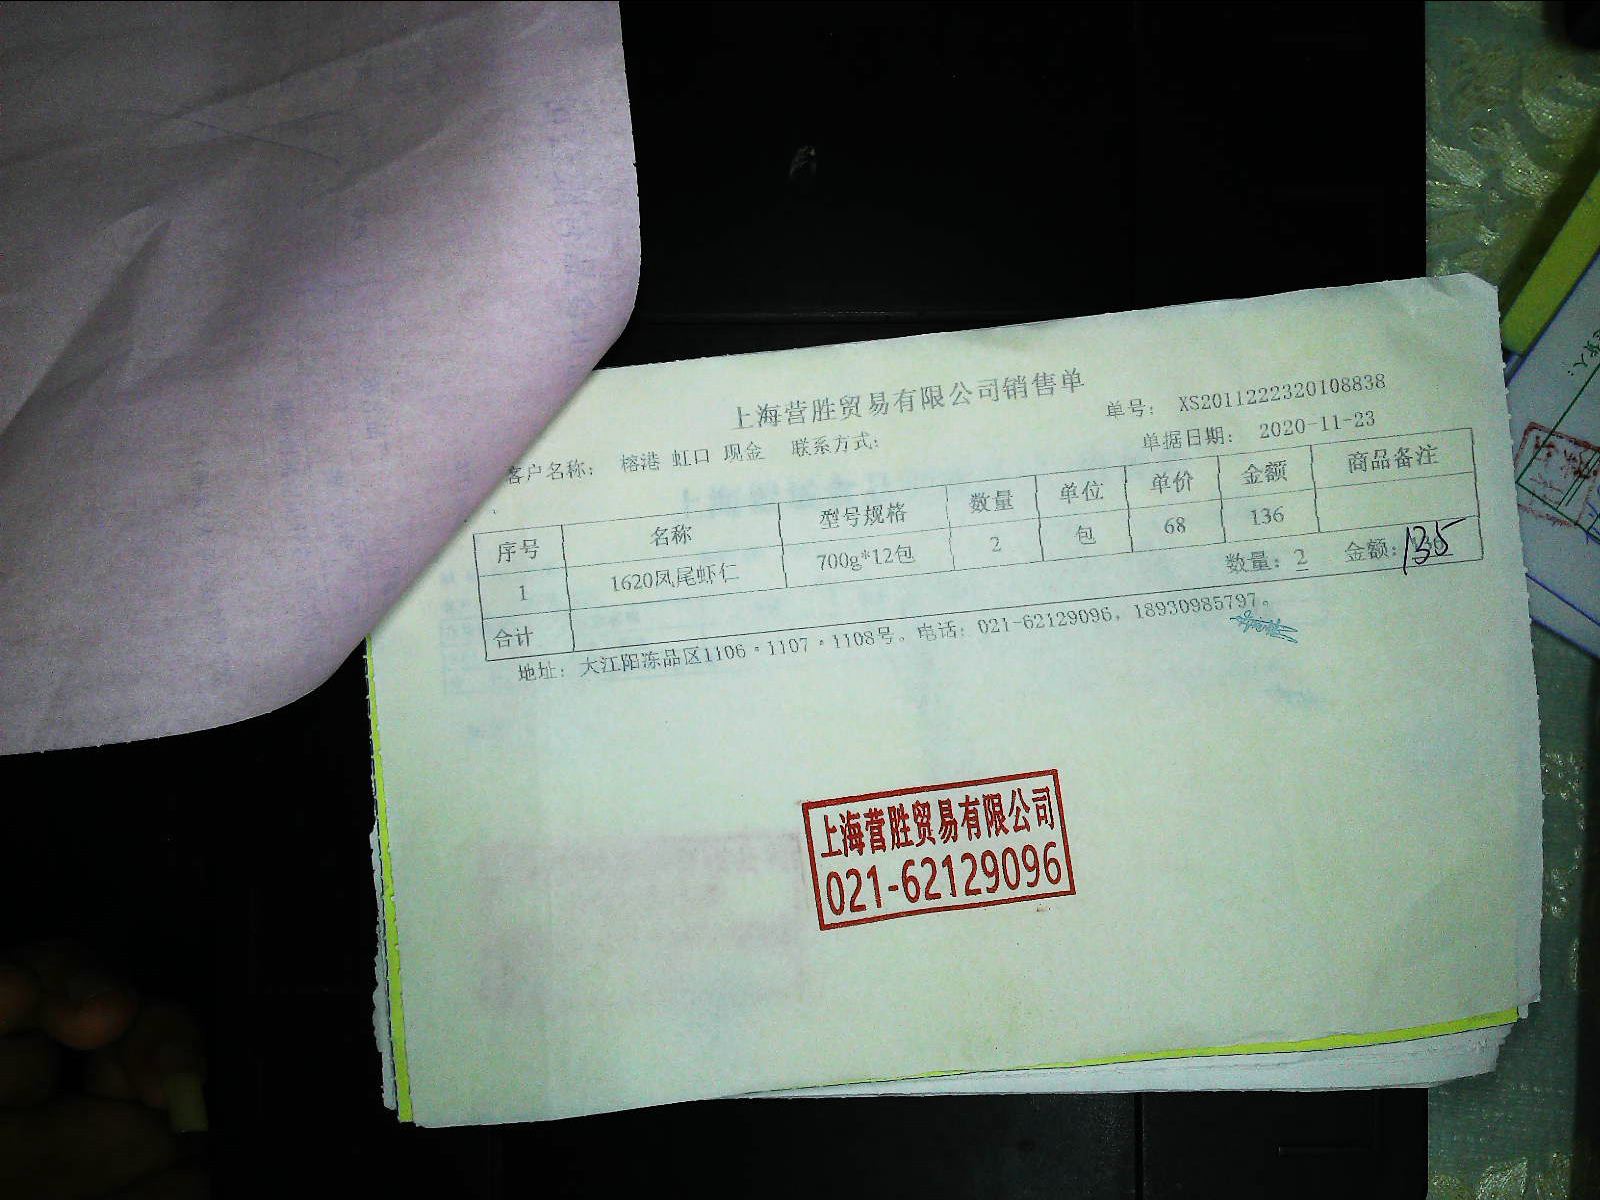 上海营胜贸易有限公司销售单
单号： XS2011222320108838
客户名称： 榕港 虹口 现金 联系方式：
单据日期： 2020-11-23
序号 名称 型号规格 数量 单位 单价 金额 商品备注
1 1620凤尾虾仁 700g*12包 2 包 68 136
合计 数量：2 金额：135
地址：大江阳冻品区1106·1107·1108号。电话：021-62129096，18930985797。
上海营胜贸易有限公司
021-62129096